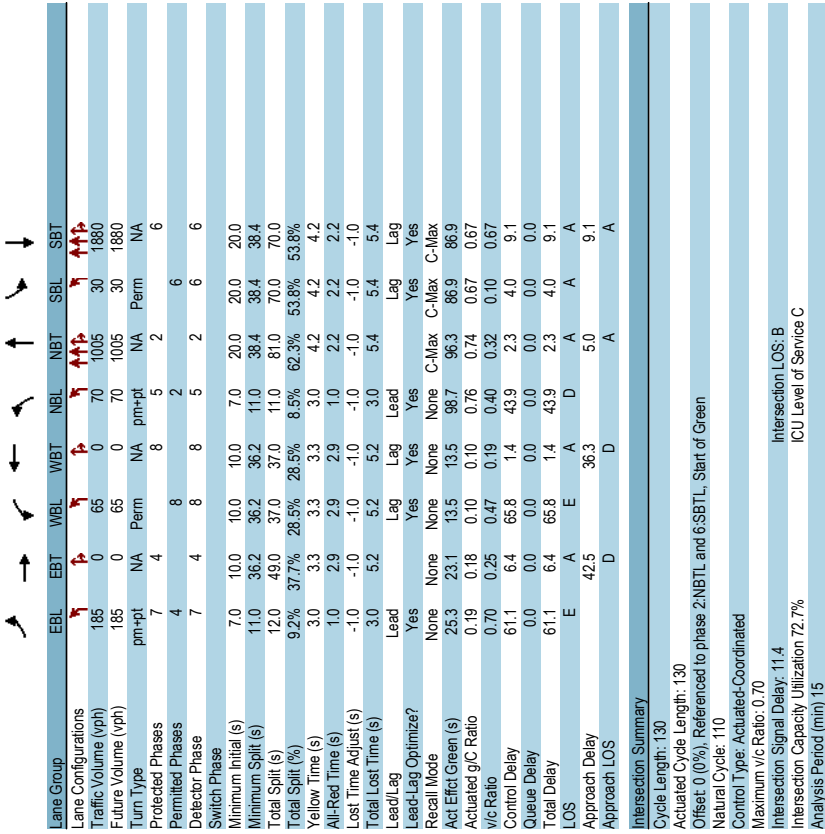 Lane Group EBL EBT WBL WBT NBL NBT SBL SBT
Lane Configurations
Traffic Volume (vph) 185 0 65 0 70 1005 30 1880
Future Volume (vph) 185 0 65 0 70 1005 30 1880
Turn Type pm+pt NA Perm NA pm+pt NA Perm NA
Protected Phases 7 4 8 5 2 6
Permitted Phases 4 8 2 6
Detector Phase 7 4 8 8 5 2 6 6
Switch Phase
Minimum Initial (s) 7.0 10.0 10.0 10.0 7.0 20.0 20.0 20.0
Minimum Split (s) 11.0 36.2 36.2 36.2 11.0 38.4 38.4 38.4
Total Split (s) 12.0 49.0 37.0 37.0 11.0 81.0 70.0 70.0
Total Split (%) 9.2% 37.7% 28.5% 28.5% 8.5% 62.3% 53.8% 53.8%
Yellow Time (s) 3.0 3.3 3.3 3.3 3.0 4.2 4.2 4.2
All-Red Time (s) 1.0 2.9 2.9 2.9 1.0 2.2 2.2 2.2
Lost Time Adjust (s) -1.0 -1.0 -1.0 -1.0 -1.0 -1.0 -1.0 -1.0
Total Lost Time (s) 3.0 5.2 5.2 5.2 3.0 5.4 5.4 5.4
Lead/Lag Lead Lag Lag Lead Lag Lag
Lead-Lag Optimize? Yes Yes Yes Yes Yes Yes
Recall Mode None None None None None C-Max C-Max C-Max
Act Effct Green (s) 25.3 23.1 13.5 13.5 98.7 96.3 86.9 86.9
Actuated g/C Ratio 0.19 0.18 0.10 0.10 0.76 0.74 0.67 0.67
v/c Ratio 0.70 0.25 0.47 0.19 0.40 0.32 0.10 0.67
Control Delay 61.1 6.4 65.8 1.4 43.9 2.3 4.0 9.1
Queue Delay 0.0 0.0 0.0 0.0 0.0 0.0 0.0 0.0
Total Delay 61.1 6.4 65.8 1.4 43.9 2.3 4.0 9.1
LOS E A E A D A A A
Approach Delay 42.5 36.3 5.0 9.1
Approach LOS D D A A
Intersection Summary
Cycle Length: 130
Actuated Cycle Length: 130
Offset: 0 (0%), Referenced to phase 2:NBTL and 6:SBTL, Start of Green
Natural Cycle: 110
Control Type: Actuated-Coordinated
Maximum v/c Ratio: 0.70
Intersection Signal Delay: 11.4 Intersection LOS: B
Intersection Capacity Utilization 72.7% ICU Level of Service C
Analysis Period (min) 15